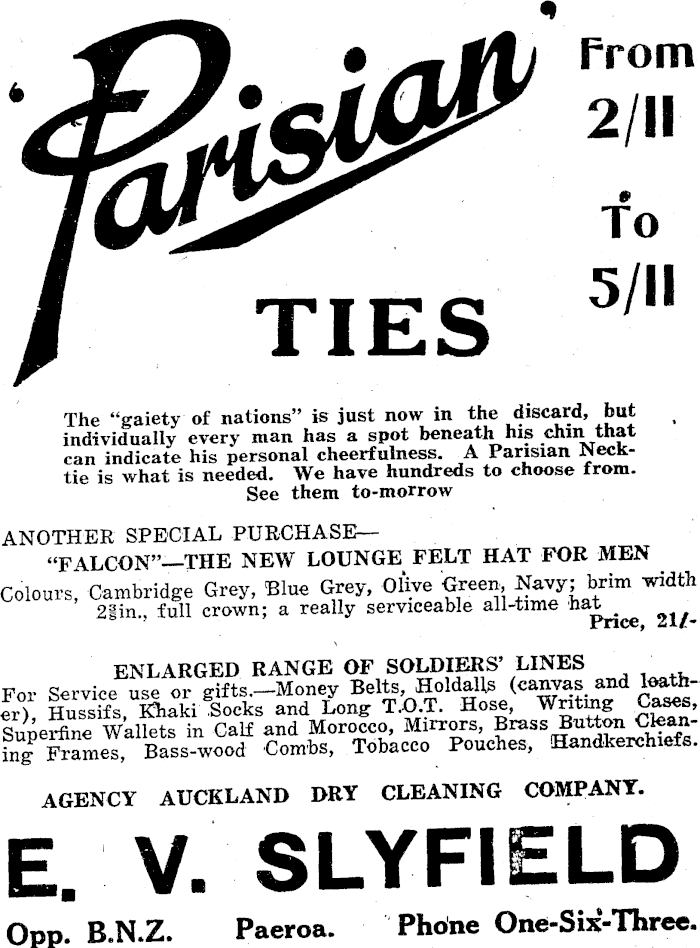 'Parisian'
From
2/11
To
5/11
TIES
The "gaiety of nations" is just now in the discard, but
individually every man has a spot beneath his chin that
can indicate his personal cheerfulness. A Parisian Neck-
tie is what is needed. We have hundreds to choose from.
See them to-morrow
ANOTHER SPECIAL PURCHASE—
"FALCON"—THE NEW LOUNGE FELT HAT FOR MEN
Colours, Cambridge Grey, Blue Grey, Olive Green, Navy; brim width
full crown; a really serviceable all-time hat
Price, 21/-
ENLARGED RANGE OF SOLDIERS' LINES
For Service use or gifts.—Money Belts, Holdalls (canvas and leath-
er), Hussifs, Khaki Socks and Long T.O.T. Hose, Writing Cases,
Superfine Wallets in Calf and Morocco, Mirrors, Brass Button Clean-
ing Frames, Bass-wood Combs, Tobacco Pouches, Handkerchiefs.
AGENCY AUCKLAND DRY CLEANING COMPANY.
E. V. SLYFIELD
Opp. B.N.Z. Paeroa. Phone One-Six-Three.